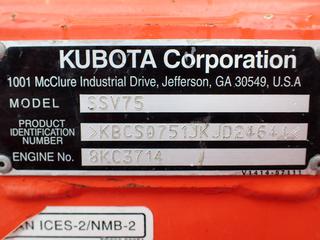 KUBOTA Corporation
1001 McClure Industrial Drive, Jefferson, GA 30549, U.S.A
MODEL SSV75
PRODUCT
IDENTIFICATION
NUMBER
ENGINE No. 8KC3714
AN ICES-2/NMB-2